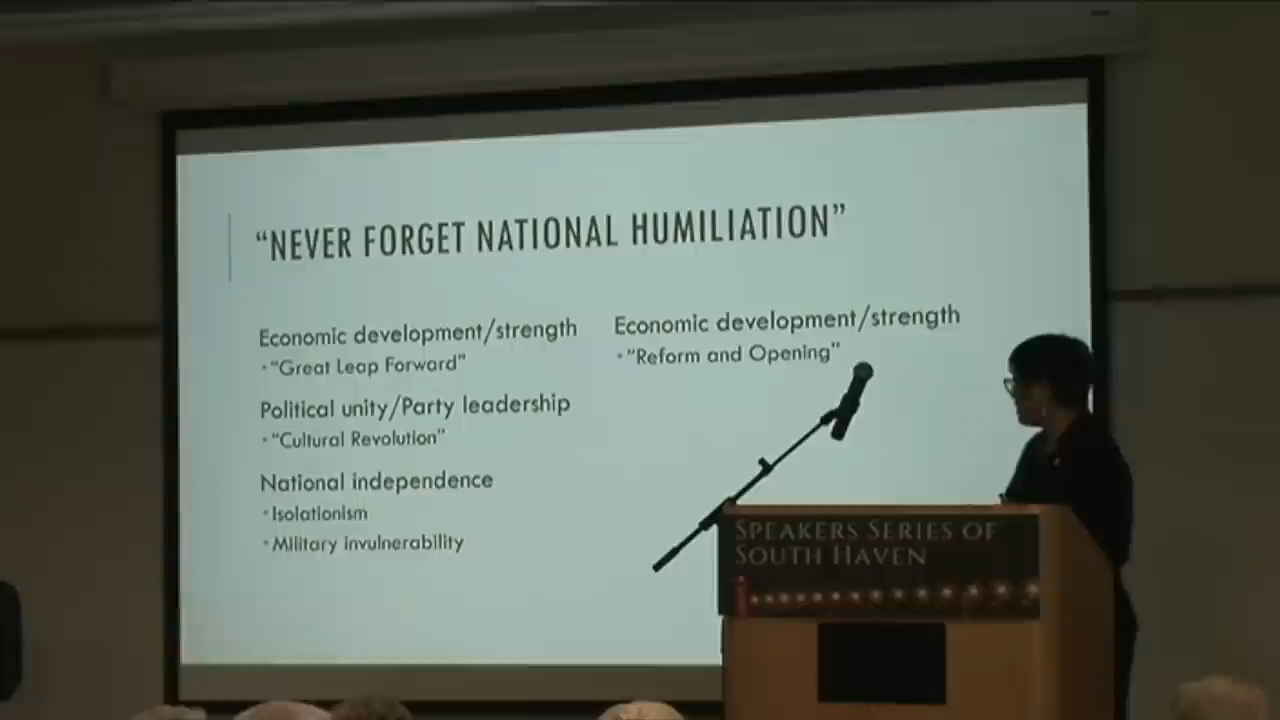 “NEVER FORGET NATIONAL HUMILIATION”
Economic development/strength
• “Great Leap Forward”
Political unity/Party leadership
• “Cultural Revolution”
National independence
• Isolationism
• Military invulnerability
Economic development/strength
• “Reform and Opening”
SPEAKERS SERIES OF
SOUTH HAVEN